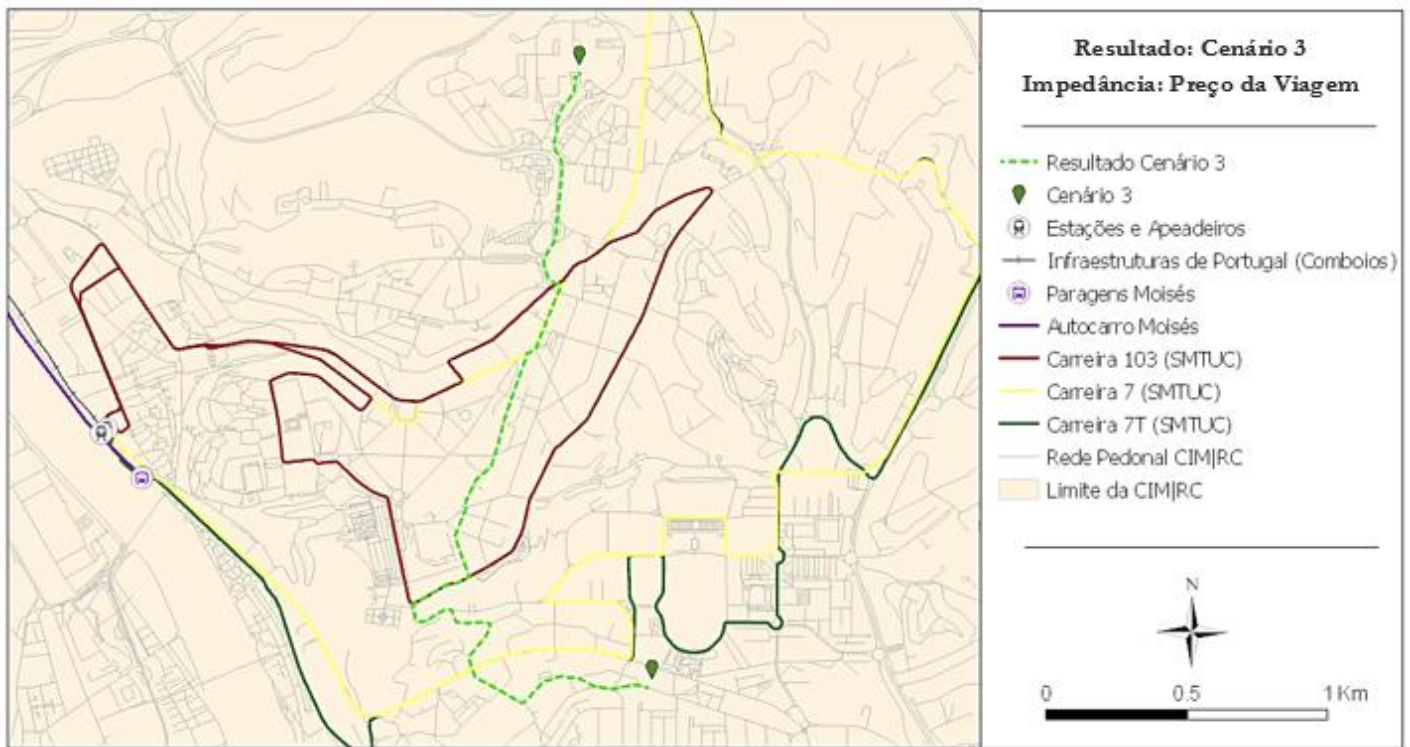 Resultado: Cenário 3
Impedância: Preço da Viagem
Resultado Cenário 3
Cenário 3
Estações e Apeadeiros
Infraestruturas de Portugal (Comboios)
Paragens Moisés
Autocarro Moisés
Carreira 103 (SMTUC)
Carreira 7 (SMTUC)
Carreira 7T (SMTUC)
Rede Pedonal CIM|RC
Limite da CIM|RC
N
0 0.5 1 Km